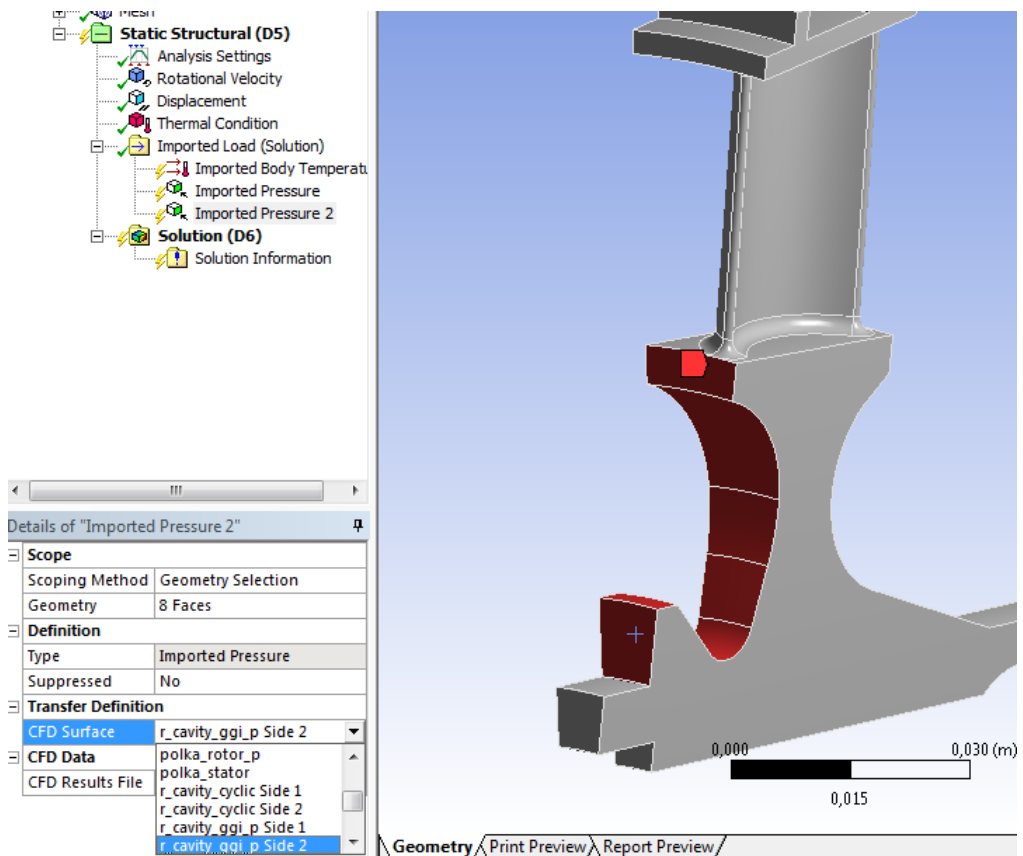 Mesh
Static Structural (D5)
Analysis Settings
Rotational Velocity
Displacement
Thermal Condition
Imported Load (Solution)
Imported Body Temperatu
Imported Pressure
Imported Pressure 2
Solution (D6)
Solution Information
Details of "Imported Pressure 2"
Scope
Scoping Method Geometry Selection
Geometry 8 Faces
Definition
Type Imported Pressure
Suppressed No
Transfer Definition
CFD Surface r_cavity_ggi_p Side 2
CFD Data
CFD Results File
polka_rotor_p
polka_stator
r_cavity_cyclic Side 1
r_cavity_cyclic Side 2
r_cavity_ggi_p Side 1
r_cavity_ggi_p Side 2
0,000 0,030 (m)
0,015
Geometry Print Preview Report Preview